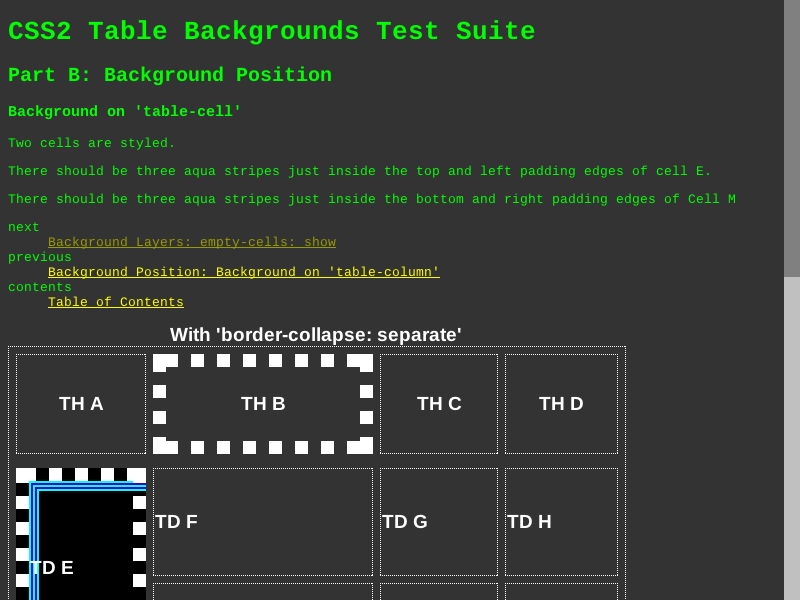 CSS2 Table Backgrounds Test Suite
Part B: Background Position
Background on 'table-cell'
Two cells are styled.
There should be three aqua stripes just inside the top and left padding edges of cell E.
There should be three aqua stripes just inside the bottom and right padding edges of Cell M
next
Background Layers: empty-cells: show
previous
Background Position: Background on 'table-column'
contents
Table of Contents
With 'border-collapse: separate'
TH A TH B TH C TH D
TD F TD G TD H
TD E